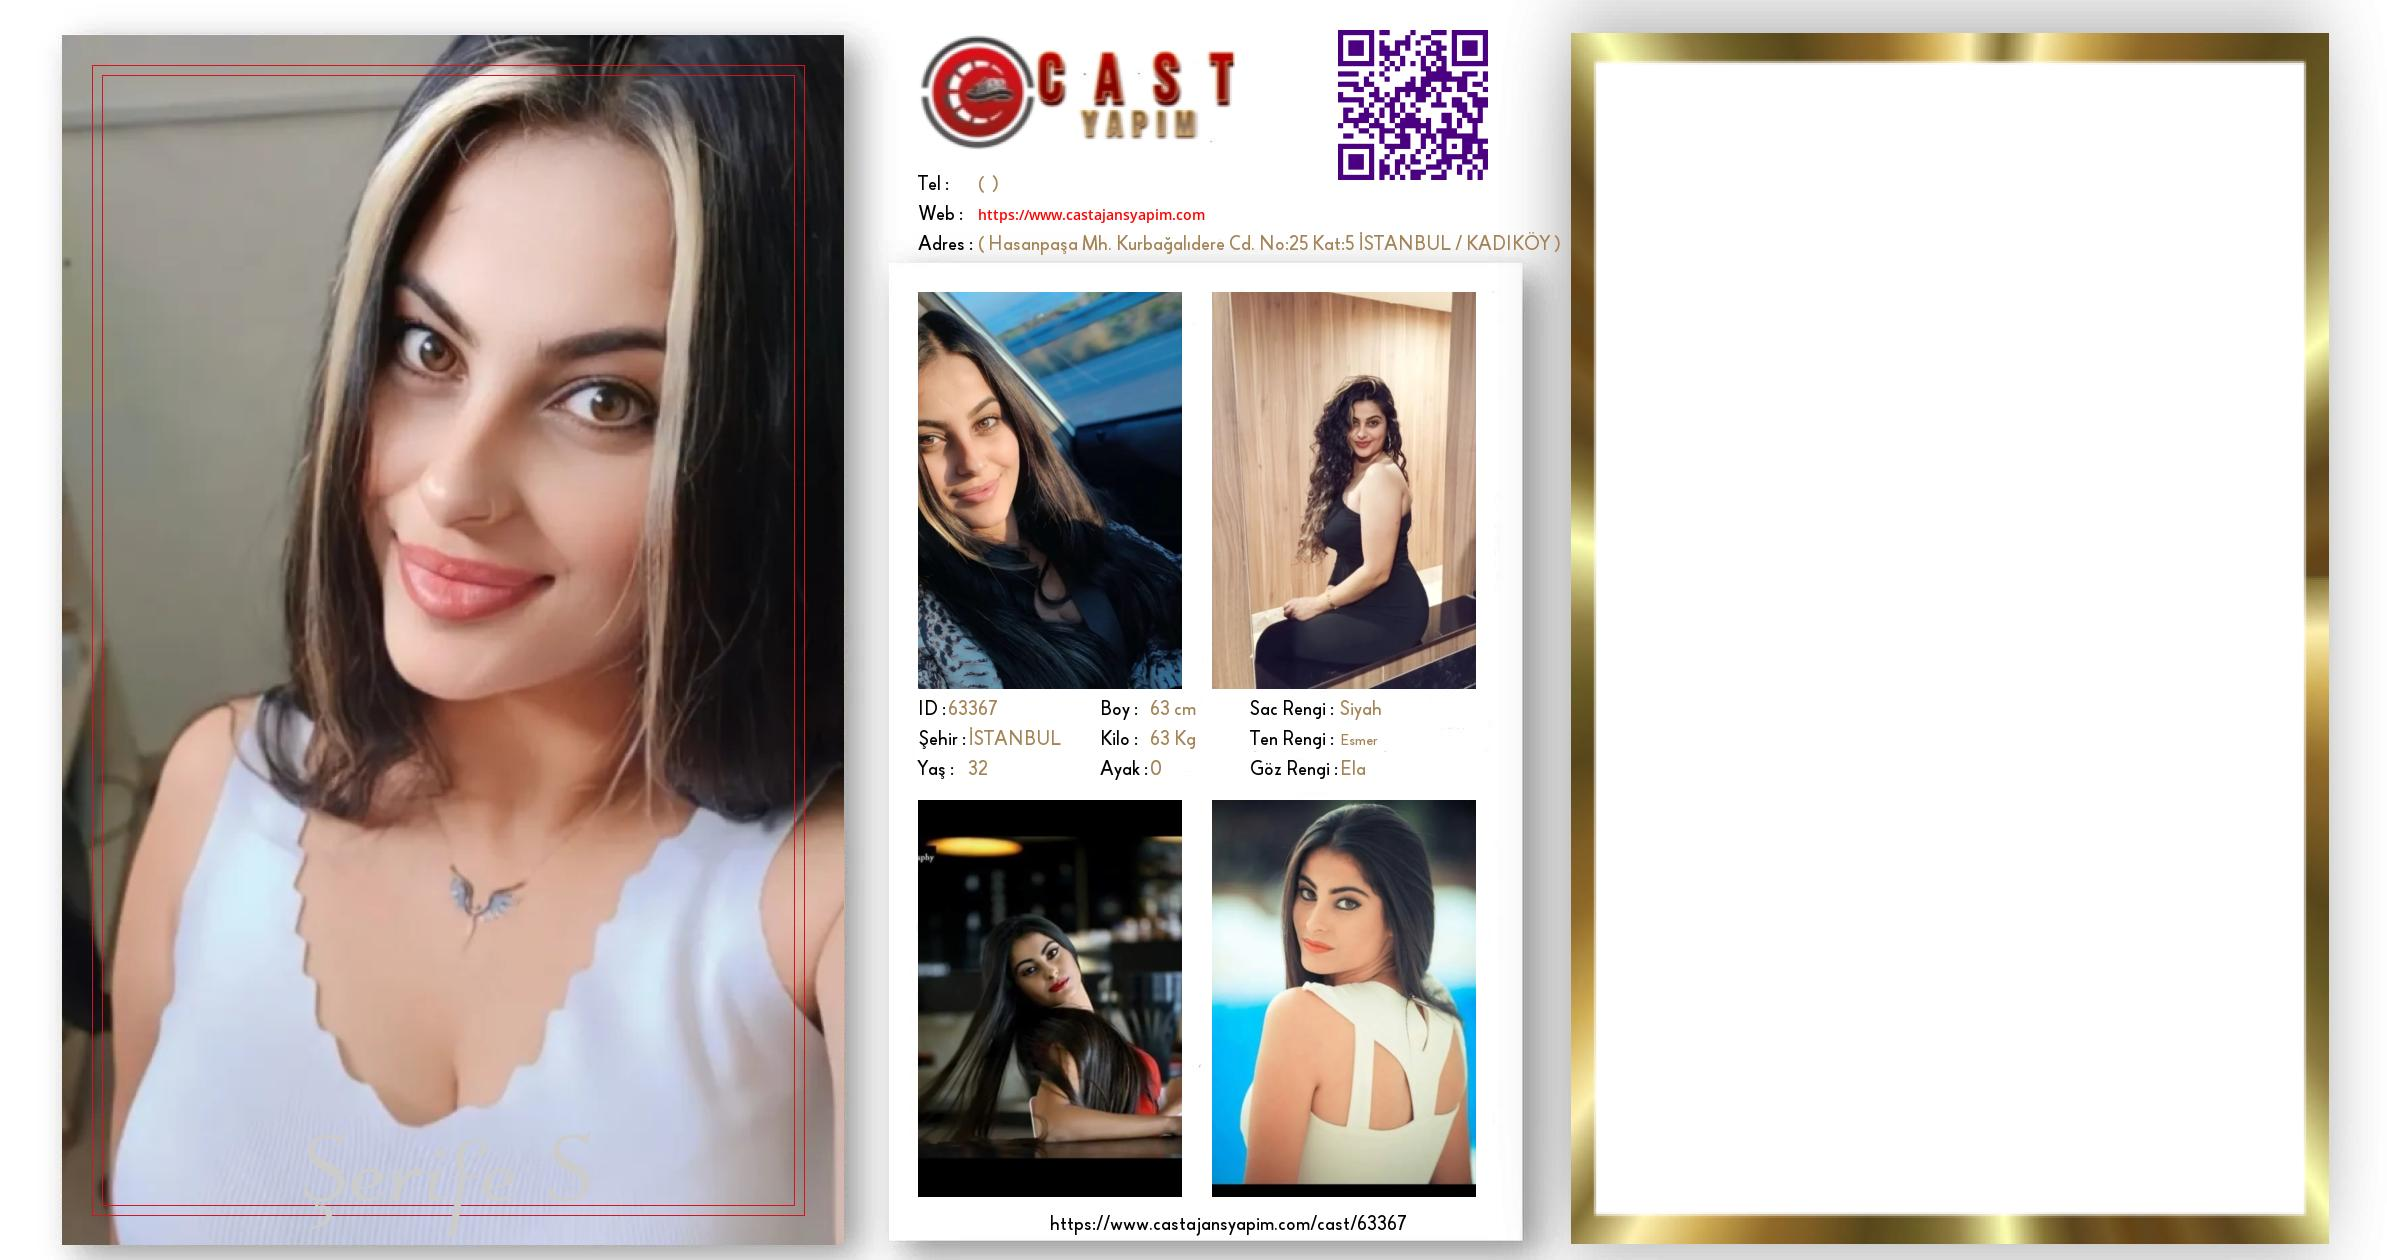 Şerife S
CAST
YAPIM
Tel : ( )
Web : https://www.castajansyapim.com
Adres : ( Hasanpaşa Mh. Kurbağalıdere Cd. No:25 Kat:5 İSTANBUL / KADIKÖY )
ID : 63367 Boy : 63 cm Sac Rengi : Siyah
Şehir : İSTANBUL Kilo : 63 Kg Ten Rengi : Esmer
Yaş : 32 Ayak : 0 Göz Rengi : Ela
https://www.castajansyapim.com/cast/63367